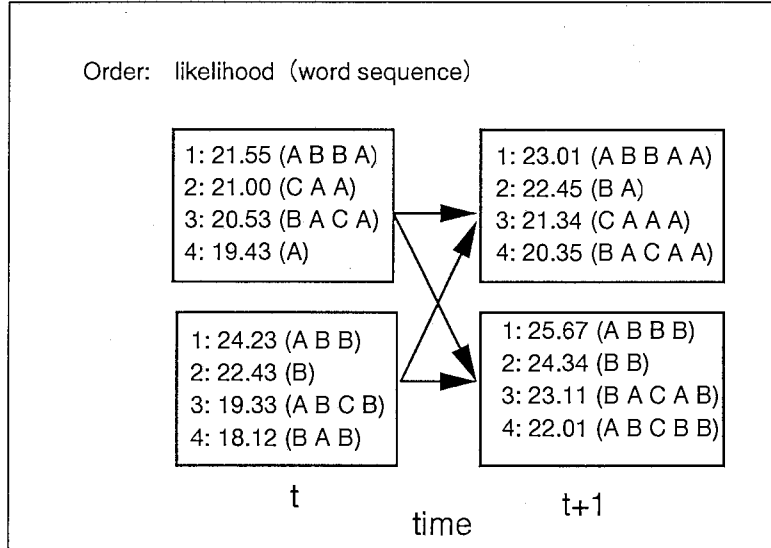 Order: likelihood (word sequence)
1: 21.55 (A B B A)
2: 21.00 (C A A)
3: 20.53 (B A C A)
4: 19.43 (A)
1: 23.01 (A B B A A)
2: 22.45 (B A)
3: 21.34 (C A A A)
4: 20.35 (B A C A A)
1: 24.23 (A B B)
2: 22.43 (B)
3: 19.33 (A B C B)
4: 18.12 (B A B)
1: 25.67 (A B B B)
2: 24.34 (B B)
3: 23.11 (B A C A B)
4: 22.01 (A B C B B)
t
t+1
time